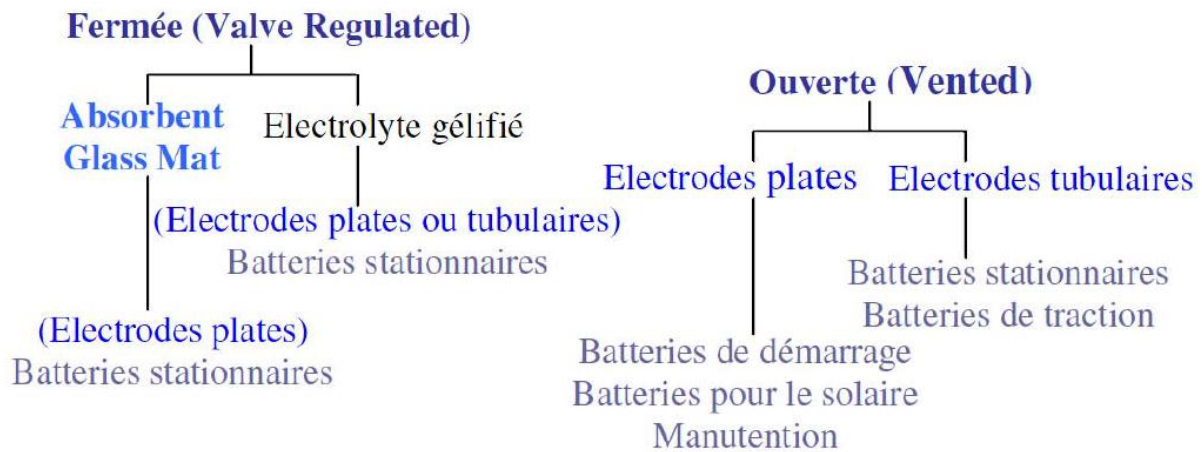 Fermée (Valve Regulated)
Absorbent
Glass Mat
Electrolyte gélifié
(Electrodes plates ou tubulaires)
Batteries stationnaires
(Electrodes plates)
Batteries stationnaires
Ouverte (Vented)
Electrodes plates
Electrodes tubulaires
Batteries stationnaires
Batteries de traction
Batteries de démarrage
Batteries pour le solaire
Manutention